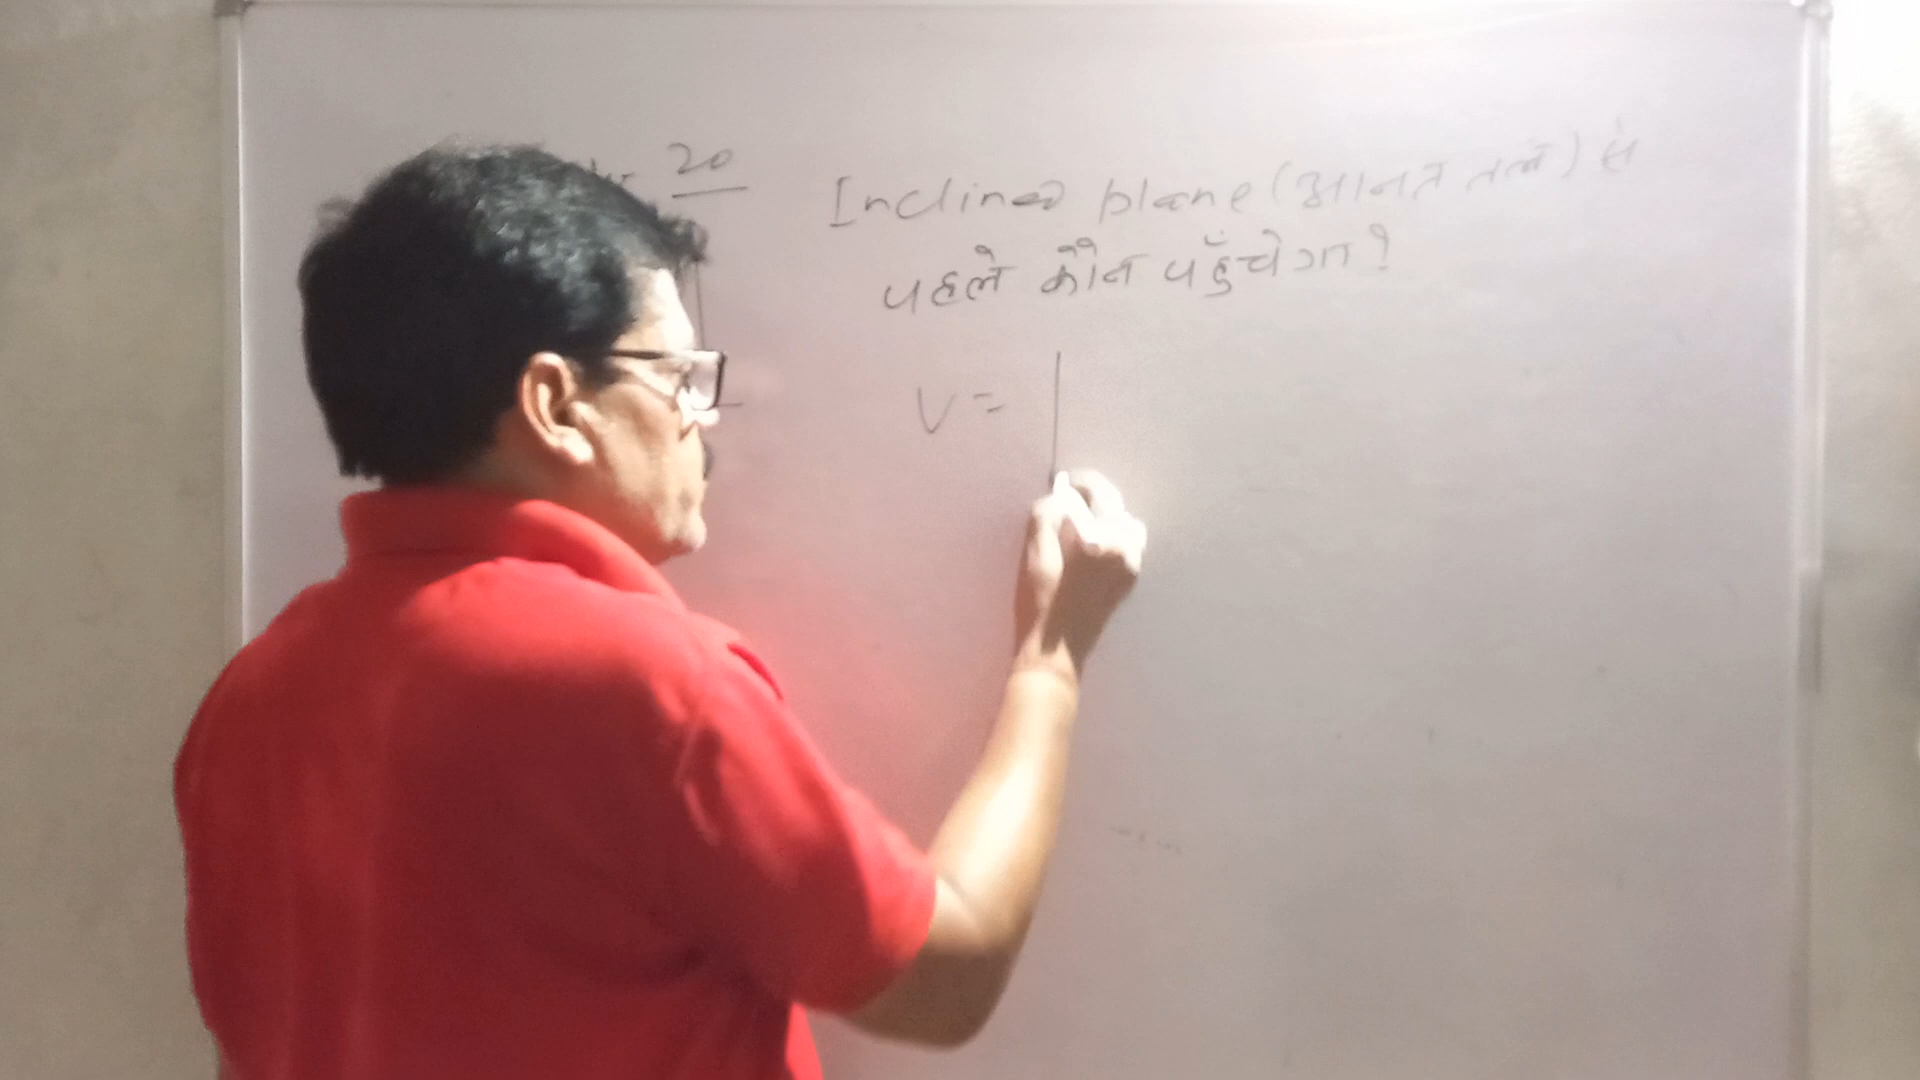 20
Inclined plane (आनत तल) से
पहले कौन पहुँचेगा?
V =